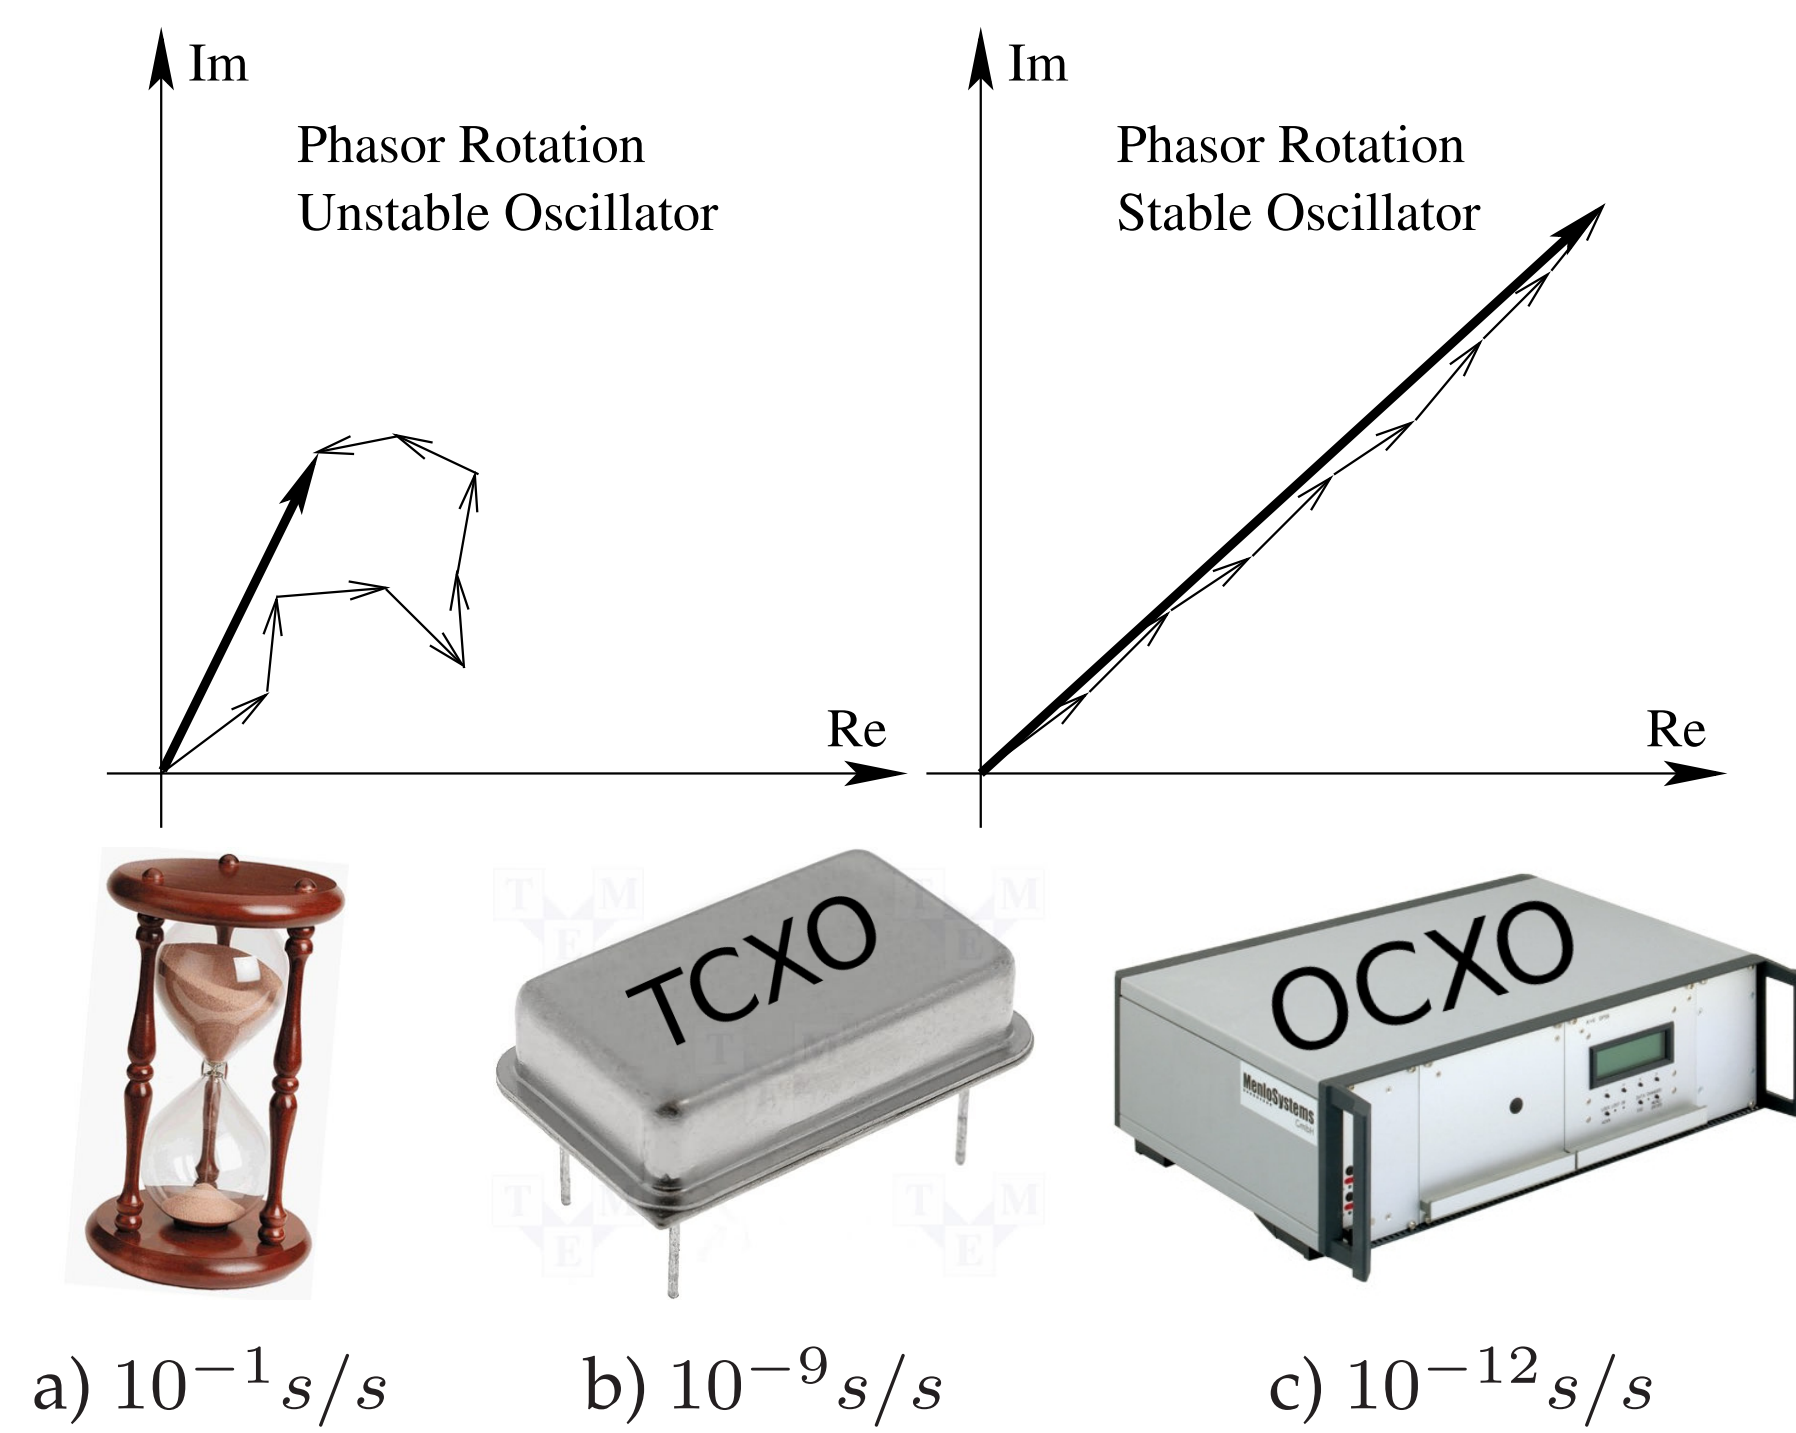 Im
Phasor Rotation
Unstable Oscillator
Re
Im
Phasor Rotation
Stable Oscillator
Re
TCXO
T M
E
T M
E
T M
E
T M
E
T M
E
OCXO
MenloSystems
GmbH
a) 10⁻¹s/s
b) 10⁻⁹s/s
c) 10⁻¹²s/s